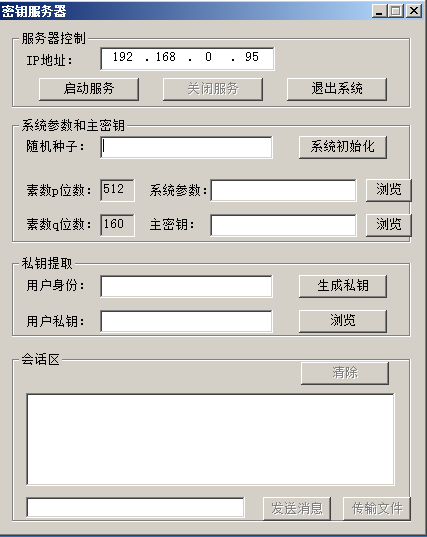 密钥服务器
服务器控制
IP地址： 192 . 168 . 0 . 95
启动服务 关闭服务 退出系统
系统参数和主密钥
随机种子： 系统初始化
素数p位数： 512 系统参数： 浏览
素数q位数： 160 主密钥： 浏览
私钥提取
用户身份： 生成私钥
用户私钥： 浏览
会话区
清除
发送消息 传输文件